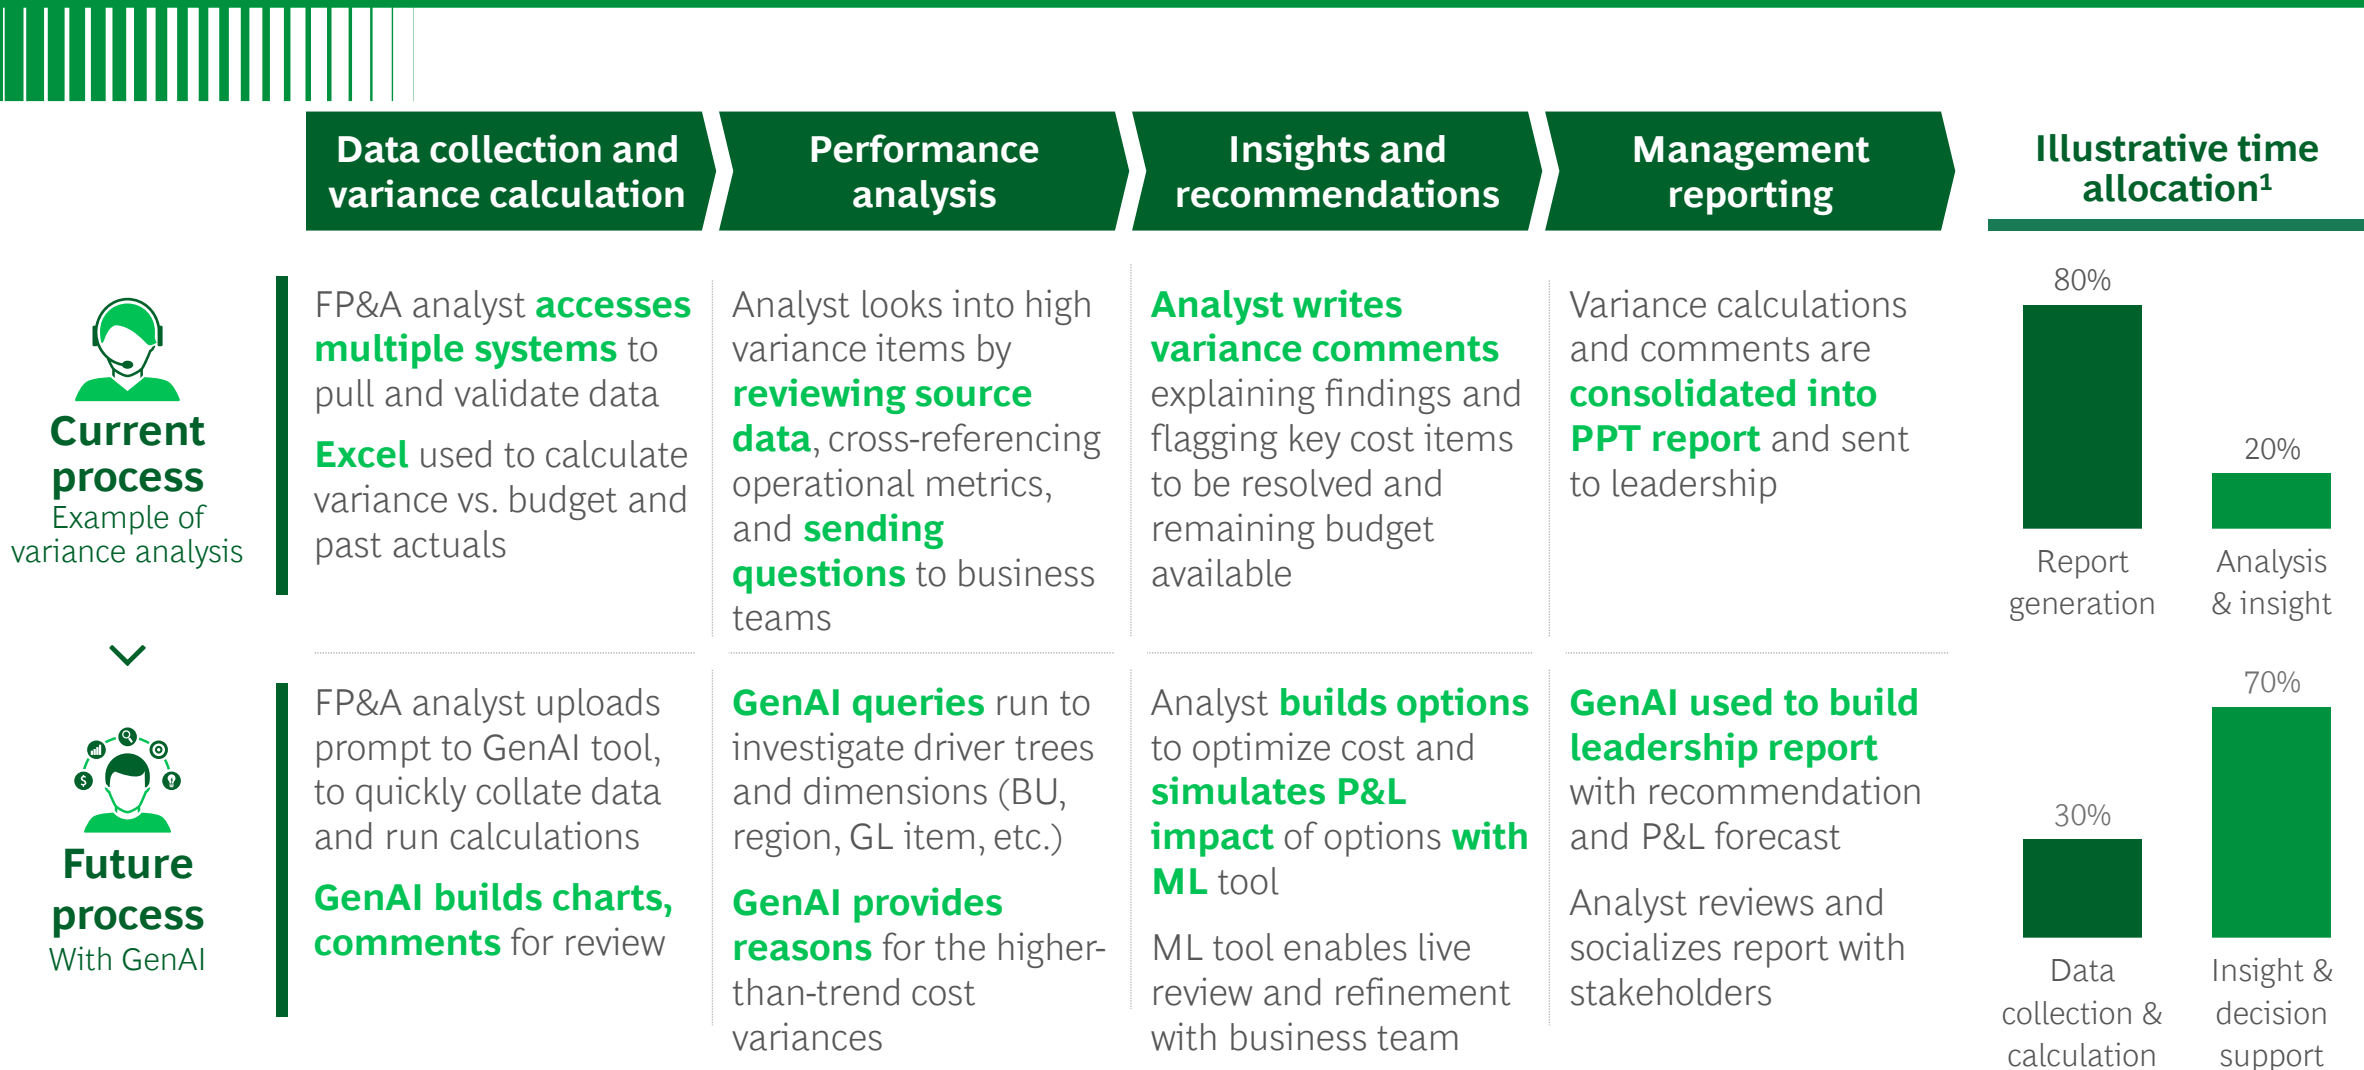 Data collection and
variance calculation
Performance
analysis
Insights and
recommendations
Management
reporting
Illustrative time
allocation¹
Current
process
Example of
variance analysis
FP&A analyst accesses
multiple systems to
pull and validate data
Excel used to calculate
variance vs. budget and
past actuals
Analyst looks into high
variance items by
reviewing source
data, cross-referencing
operational metrics,
and sending
questions to business
teams
Analyst writes
variance comments
explaining findings and
flagging key cost items
to be resolved and
remaining budget
available
Variance calculations
and comments are
consolidated into
PPT report and sent
to leadership
80%
20%
Report
generation
Analysis
& insight
$
Future
process
With GenAI
FP&A analyst uploads
prompt to GenAI tool,
to quickly collate data
and run calculations
GenAI builds charts,
comments for review
GenAI queries run to
investigate driver trees
and dimensions (BU,
region, GL item, etc.)
GenAI provides
reasons for the higher-
than-trend cost
variances
Analyst builds options
to optimize cost and
simulates P&L
impact of options with
ML tool
ML tool enables live
review and refinement
with business team
GenAI used to build
leadership report
with recommendation
and P&L forecast
Analyst reviews and
socializes report with
stakeholders
30%
70%
Data
collection &
calculation
Insight &
decision
support